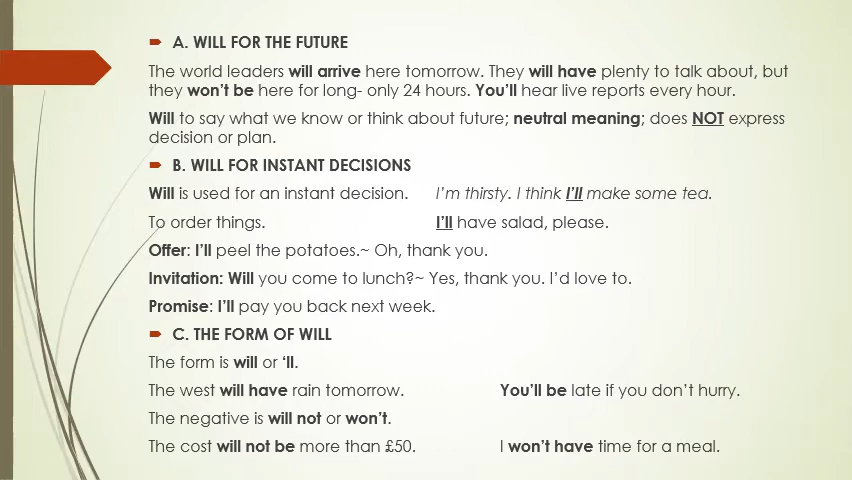 A. WILL FOR THE FUTURE
The world leaders will arrive here tomorrow. They will have plenty to talk about, but
they won't be here for long- only 24 hours. You'll hear live reports every hour.
Will to say what we know or think about future; neutral meaning; does NOT express
decision or plan.
B. WILL FOR INSTANT DECISIONS
Will is used for an instant decision. I'm thirsty. I think I'll make some tea.
To order things. I'll have salad, please.
Offer: I'll peel the potatoes.~ Oh, thank you.
Invitation: Will you come to lunch?~ Yes, thank you. I'd love to.
Promise: I'll pay you back next week.
C. THE FORM OF WILL
The form is will or 'll.
The west will have rain tomorrow. You'll be late if you don't hurry.
The negative is will not or won't.
The cost will not be more than £50. I won't have time for a meal.